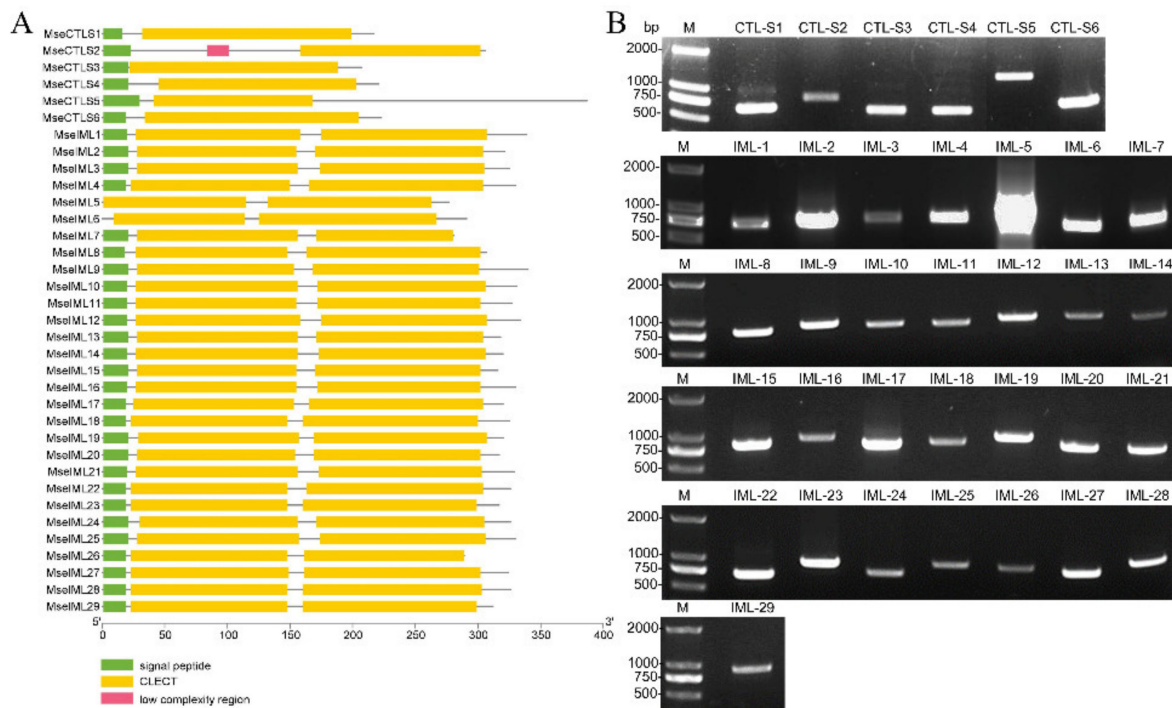 A
MseCTLS1
MseCTLS2
MseCTLS3
MseCTLS4
MseCTLS5
MseCTLS6
MseIML1
MseIML2
MseIML3
MseIML4
MseIML5
MseIML6
MseIML7
MseIML8
MseIML9
MseIML10
MseIML11
MseIML12
MseIML13
MseIML14
MseIML15
MseIML16
MseIML17
MseIML18
MseIML19
MseIML20
MseIML21
MseIML22
MseIML23
MseIML24
MseIML25
MseIML26
MseIML27
MseIML28
MseIML29
5' 3'
0 50 100 150 200 250 300 350 400
signal peptide
CLECT
low complexity region
B
bp M CTL-S1 CTL-S2 CTL-S3 CTL-S4 CTL-S5 CTL-S6
2000-
1000-
500-
M IML-1 IML-2 IML-3 IML-4 IML-5 IML-6 IML-7
2000-
1000-
750-
500-
M IML-8 IML-9 IML-10 IML-11 IML-12 IML-13 IML-14
2000-
1000-
750-
500-
M IML-15 IML-16 IML-17 IML-18 IML-19 IML-20 IML-21
2000-
1000-
750-
500-
M IML-22 IML-23 IML-24 IML-25 IML-26 IML-27 IML-28
2000-
1000-
750-
500-
M IML-29
2000-
1000-
750-
500-